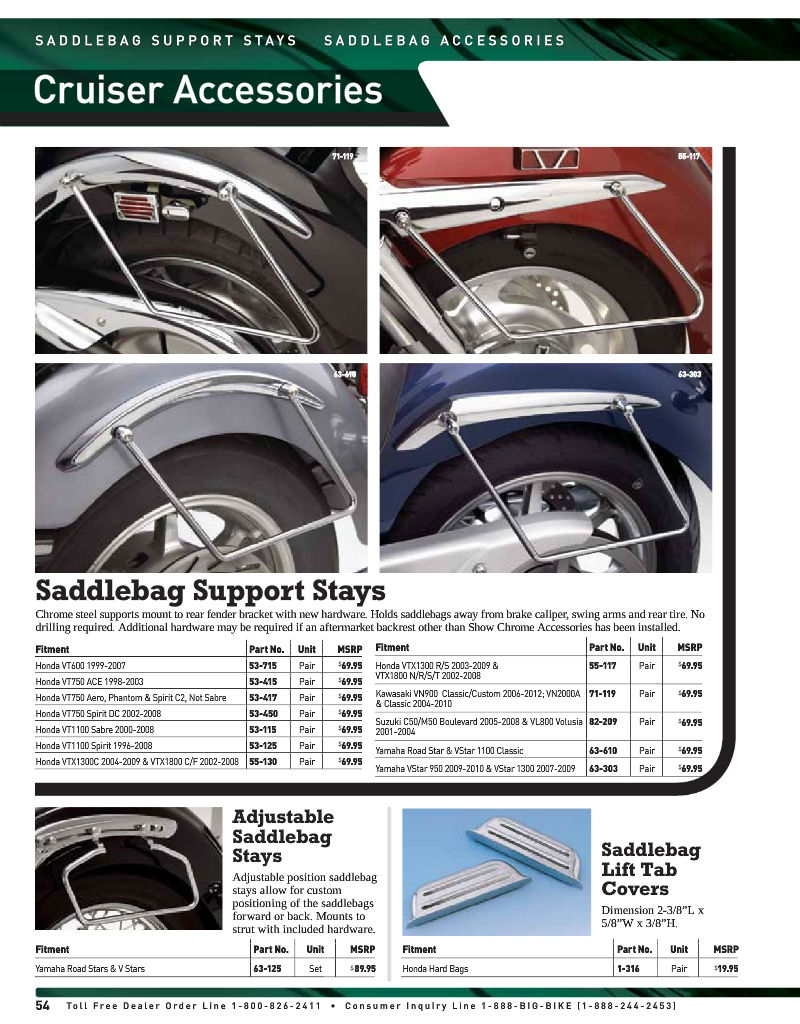 SADDLEBAG SUPPORT STAYS SADDLEBAG ACCESSORIES
Cruiser Accessories
71-119
55-117
63-610
63-303
Saddlebag Support Stays
Chrome steel supports mount to rear fender bracket with new hardware. Holds saddlebags away from brake caliper, swing arms and rear tire. No
drilling required. Additional hardware may be required if an aftermarket backrest other than Show Chrome Accessories has been installed.
Fitment Part No. Unit MSRP
Honda VT600 1999-2007 53-715 Pair $69.95
Honda VT750 ACE 1998-2003 53-415 Pair $69.95
Honda VT750 Aero, Phantom & Spirit C2, Not Sabre 53-417 Pair $69.95
Honda VT750 Spirit DC 2002-2008 53-450 Pair $69.95
Honda VT1100 Sabre 2000-2008 53-115 Pair $69.95
Honda VT1100 Spirit 1996-2008 53-125 Pair $69.95
Honda VTX1300C 2004-2009 & VTX1800 C/F 2002-2008 55-130 Pair $69.95
Fitment Part No. Unit MSRP
Honda VTX1300 R/S 2003-2009 & 55-117 Pair $69.95
VTX1800 N/R/S/T 2002-2008
Kawasaki VN900 Classic/Custom 2006-2012; VN2000A 71-119 Pair $69.95
& Classic 2004-2010
Suzuki C50/M50 Boulevard 2005-2008 & VL800 Volusia 82-209 Pair $69.95
2001-2004
Yamaha Road Star & VStar 1100 Classic 63-610 Pair $69.95
Yamaha VStar 950 2009-2010 & VStar 1300 2007-2009 63-303 Pair $69.95
Adjustable
Saddlebag
Stays
Adjustable position saddlebag
stays allow for custom
positioning of the saddlebags
forward or back. Mounts to
strut with included hardware.
Fitment Part No. Unit MSRP
Yamaha Road Stars & V Stars 63-125 Set $89.95
Saddlebag
Lift Tab
Covers
Dimension 2-3/8"L x
5/8"W x 3/8"H.
Fitment Part No. Unit MSRP
Honda Hard Bags 1-316 Pair $19.95
54 Toll Free Dealer Order Line 1-800-826-2411 • Consumer Inquiry Line 1-888-BIG-BIKE (1-888-244-2453)